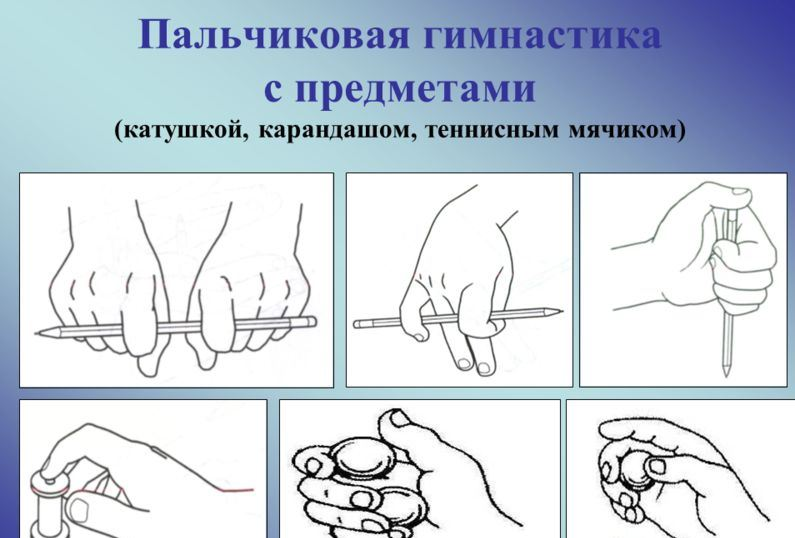 Пальчиковая гимнастика
с предметами
(катушкой, карандашом, теннисным мячиком)